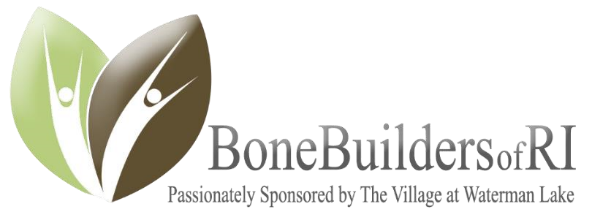 BoneBuildersofRI
Passionately Sponsored by The Village at Waterman Lake